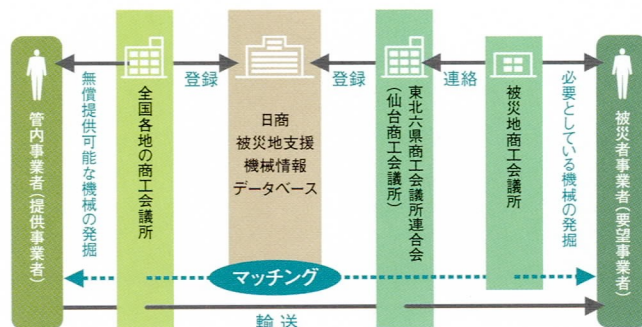 管内事業者（提供事業者）
無償提供可能な機械の発掘
全国各地の商工会議所
登録
日商
被災地支援
機械情報
データベース
登録
東北六県商工会議所連合会
（仙台商工会議所）
連絡
被災地商工会議所
必要としている機械の発掘
被災者事業者（要望事業者）
マッチング
輸送